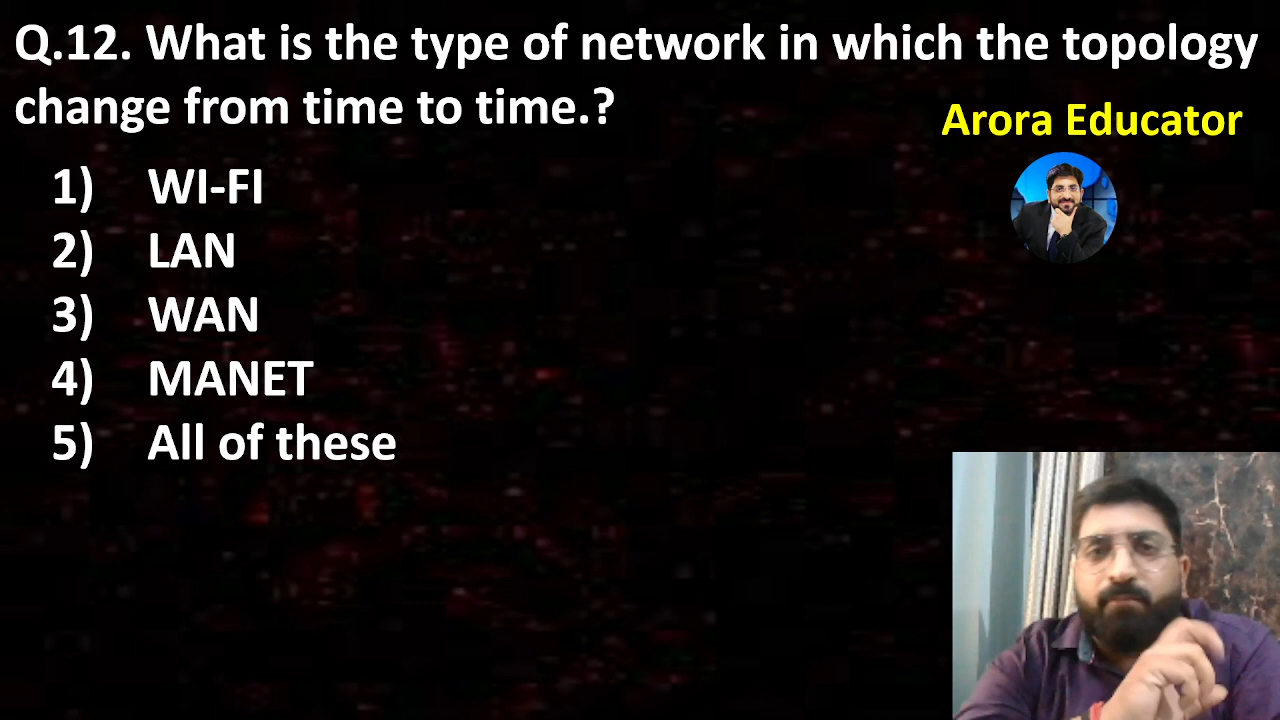 Q.12. What is the type of network in which the topology
change from time to time.?
Arora Educator
1) WI-FI
2) LAN
3) WAN
4) MANET
5) All of these